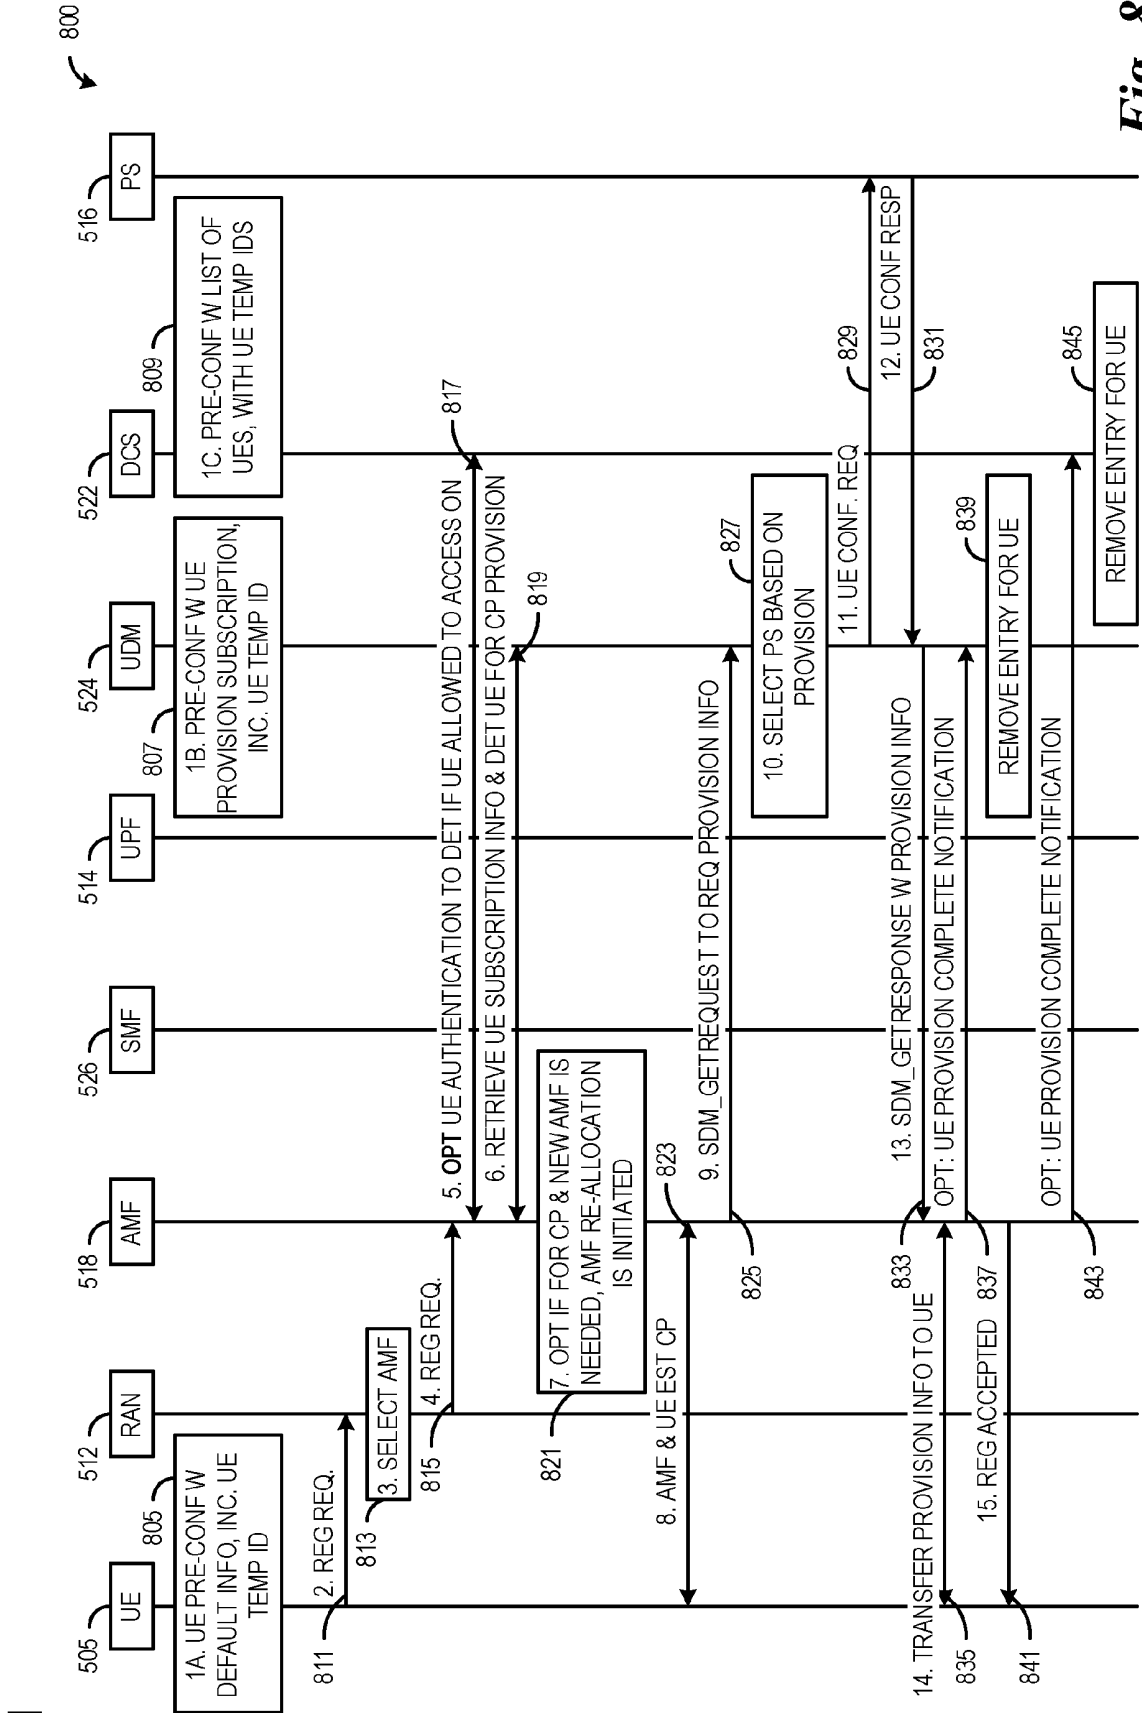 800
505
512
518
526
514
524
522
516
UE
RAN
AMF
SMF
UPF
UDM
DCS
PS
805
807
809
1A. UE PRE-CONF W
DEFAULT INFO, INC. UE
TEMP ID
1B. PRE-CONF W UE
PROVISION SUBSCRIPTION,
INC. UE TEMP ID
1C. PRE-CONF W LIST OF
UES, WITH UE TEMP IDS
2. REG REQ.
811
3. SELECT AMF
813
4. REG REQ.
815
5. OPT UE AUTHENTICATION TO DET IF UE ALLOWED TO ACCESS ON
817
6. RETRIEVE UE SUBSCRIPTION INFO & DET UE FOR CP PROVISION
819
7. OPT IF FOR CP & NEW AMF IS
NEEDED, AMF RE-ALLOCATION
IS INITIATED
821
8. AMF & UE EST CP
823
9. SDM_GETREQUEST TO REQ PROVISION INFO
825
10. SELECT PS BASED ON
PROVISION
827
11. UE CONF. REQ
829
12. UE CONF RESP
831
13. SDM_GETRESPONSE W PROVISION INFO
833
14. TRANSFER PROVISION INFO TO UE
835
OPT: UE PROVISION COMPLETE NOTIFICATION
837
REMOVE ENTRY FOR UE
839
15. REG ACCEPTED
841
OPT: UE PROVISION COMPLETE NOTIFICATION
843
REMOVE ENTRY FOR UE
845
Fig. 8